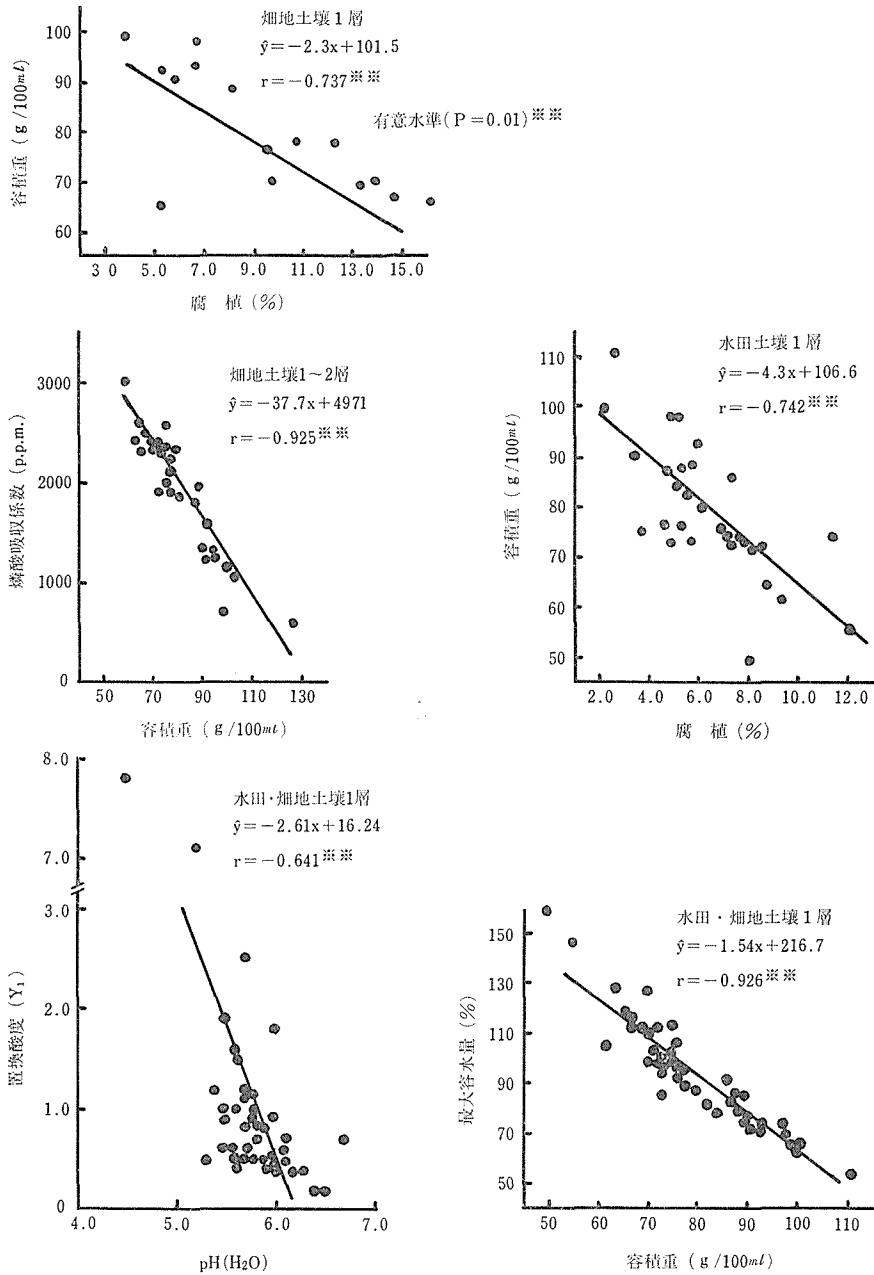 畑地土壌1層
ŷ=−2.3x+101.5
r=−0.737※※
有意水準(P=0.01)※※
容積重(g/100ml)
100
90
80
70
60
3.0 5.0 7.0 9.0 11.0 13.0 15.0
腐植(%)
畑地土壌1~2層
ŷ=−37.7x+4971
r=−0.925※※
燐酸吸収係数(p.p.m.)
3000
2000
1000
0
50 70 90 110 130
容積重(g/100ml)
水田土壌1層
ŷ=−4.3x+106.6
r=−0.742※※
容積重(g/100ml)
110
100
90
80
70
60
50
2.0 4.0 6.0 8.0 10.0 12.0
腐植(%)
水田・畑地土壌1層
ŷ=−2.61x+16.24
r=−0.641※※
置換酸度(Y₁)
8.0
7.0
3.0
2.0
1.0
0
4.0 5.0 6.0 7.0
pH(H₂O)
水田・畑地土壌1層
ŷ=−1.54x+216.7
r=−0.926※※
最大容水量(%)
150
130
110
90
70
50
50 60 70 80 90 100 110
容積重(g/100ml)